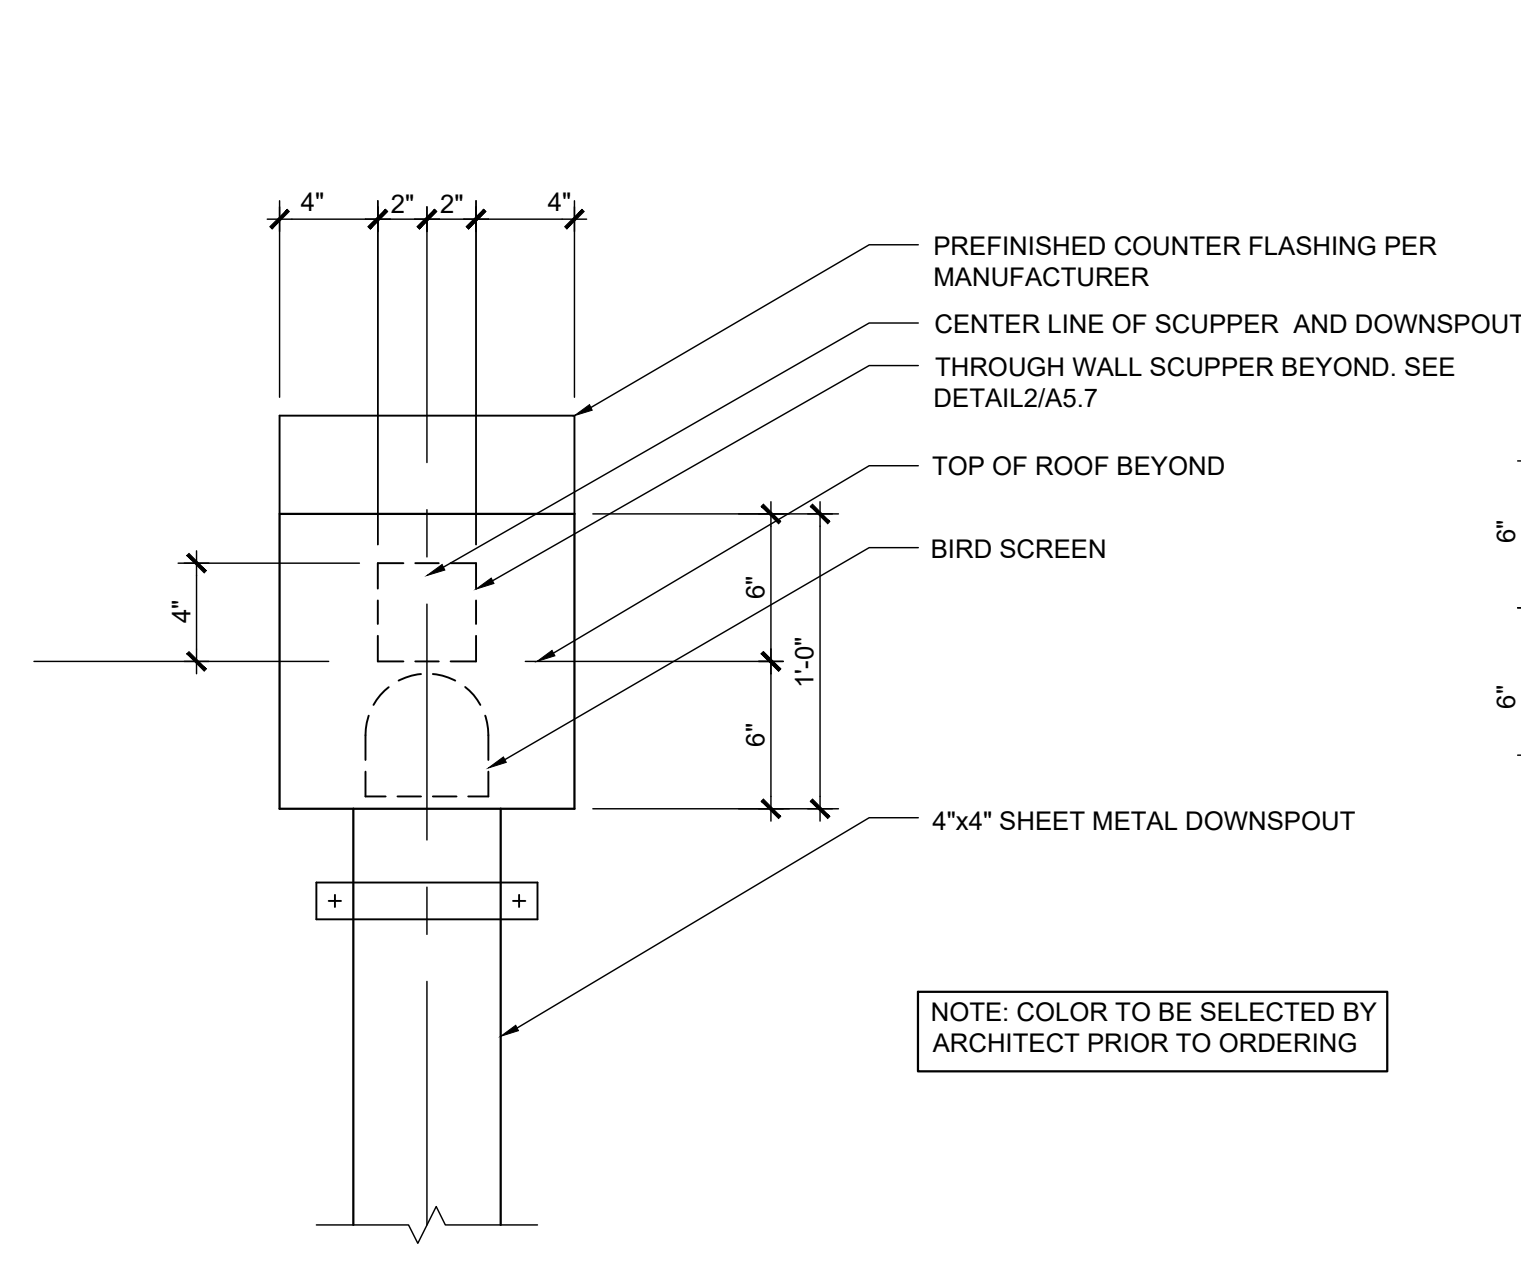 4" 2" 2" 4"
PREFINISHED COUNTER FLASHING PER
MANUFACTURER
CENTER LINE OF SCUPPER AND DOWNSPOUT
THROUGH WALL SCUPPER BEYOND. SEE
DETAIL2/A5.7
TOP OF ROOF BEYOND
BIRD SCREEN
4"
6"
1'-0"
6"
6"
6"
4"x4" SHEET METAL DOWNSPOUT
NOTE: COLOR TO BE SELECTED BY
ARCHITECT PRIOR TO ORDERING